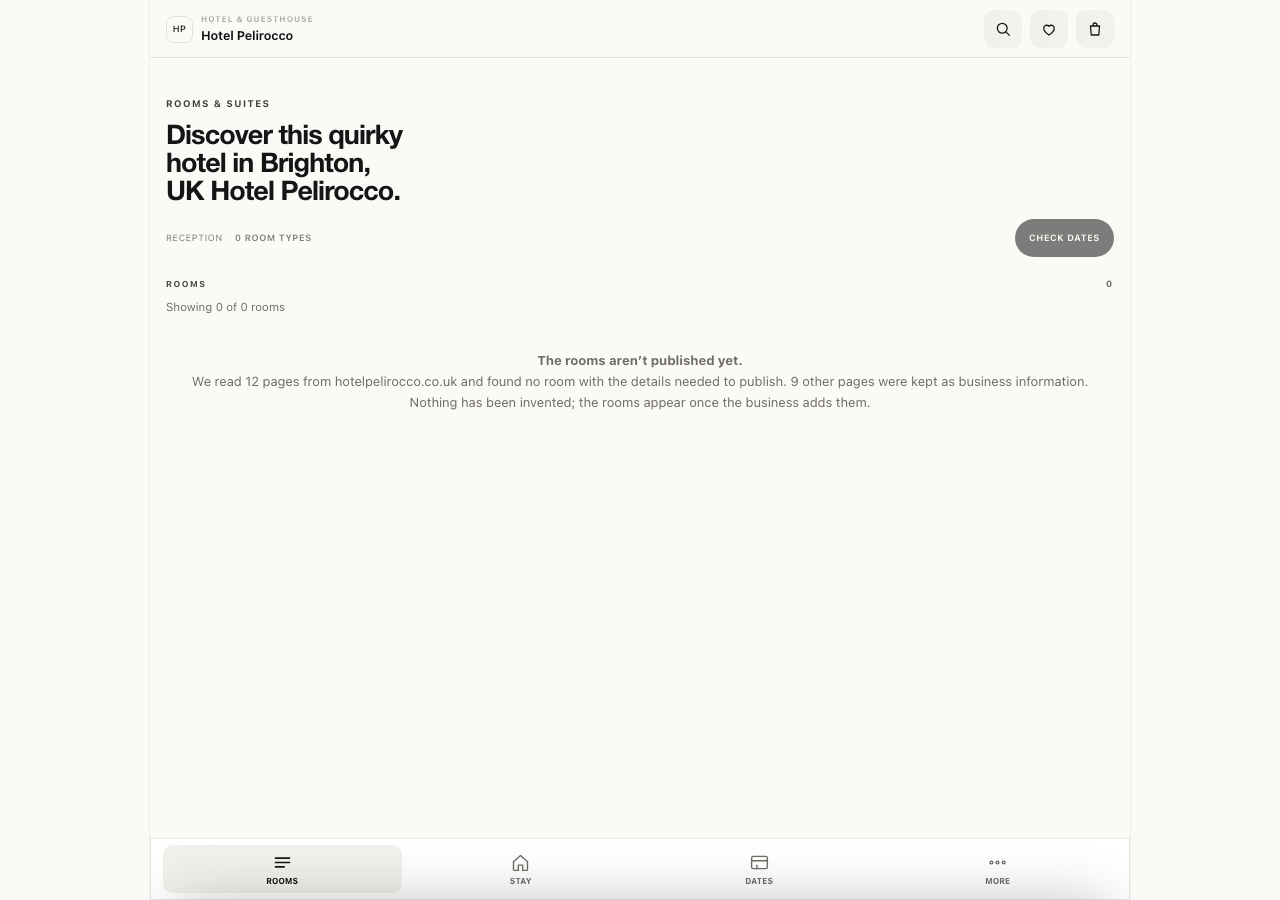 HP
HOTEL & GUESTHOUSE
Hotel Pelirocco
ROOMS & SUITES
Discover this quirky
hotel in Brighton,
UK Hotel Pelirocco.
RECEPTION 0 ROOM TYPES
CHECK DATES
ROOMS
0
Showing 0 of 0 rooms
The rooms aren’t published yet.
We read 12 pages from hotelpelirocco.co.uk and found no room with the details needed to publish. 9 other pages were kept as business information.
Nothing has been invented; the rooms appear once the business adds them.
ROOMS
STAY
DATES
MORE